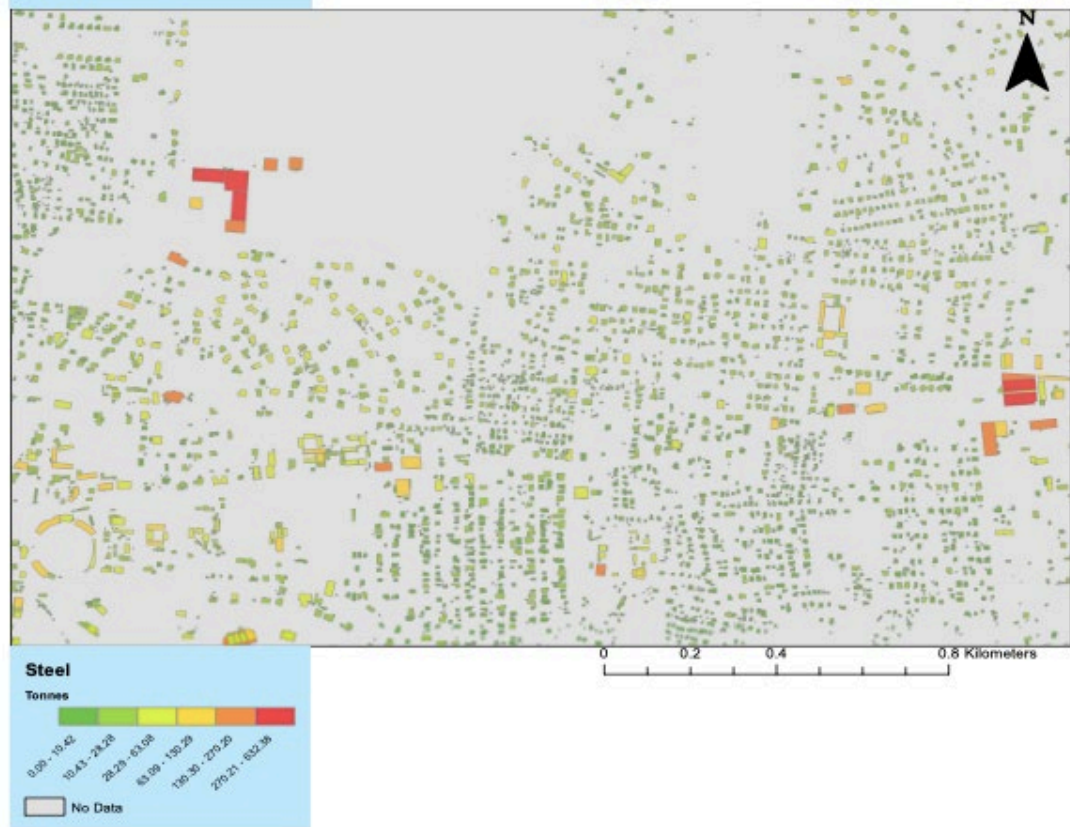 N
0 0.2 0.4 0.8 Kilometers
Steel
Tonnes
0.00 - 10.42
10.43 - 28.28
28.29 - 63.08
63.09 - 130.29
130.30 - 270.20
270.21 - 632.38
No Data